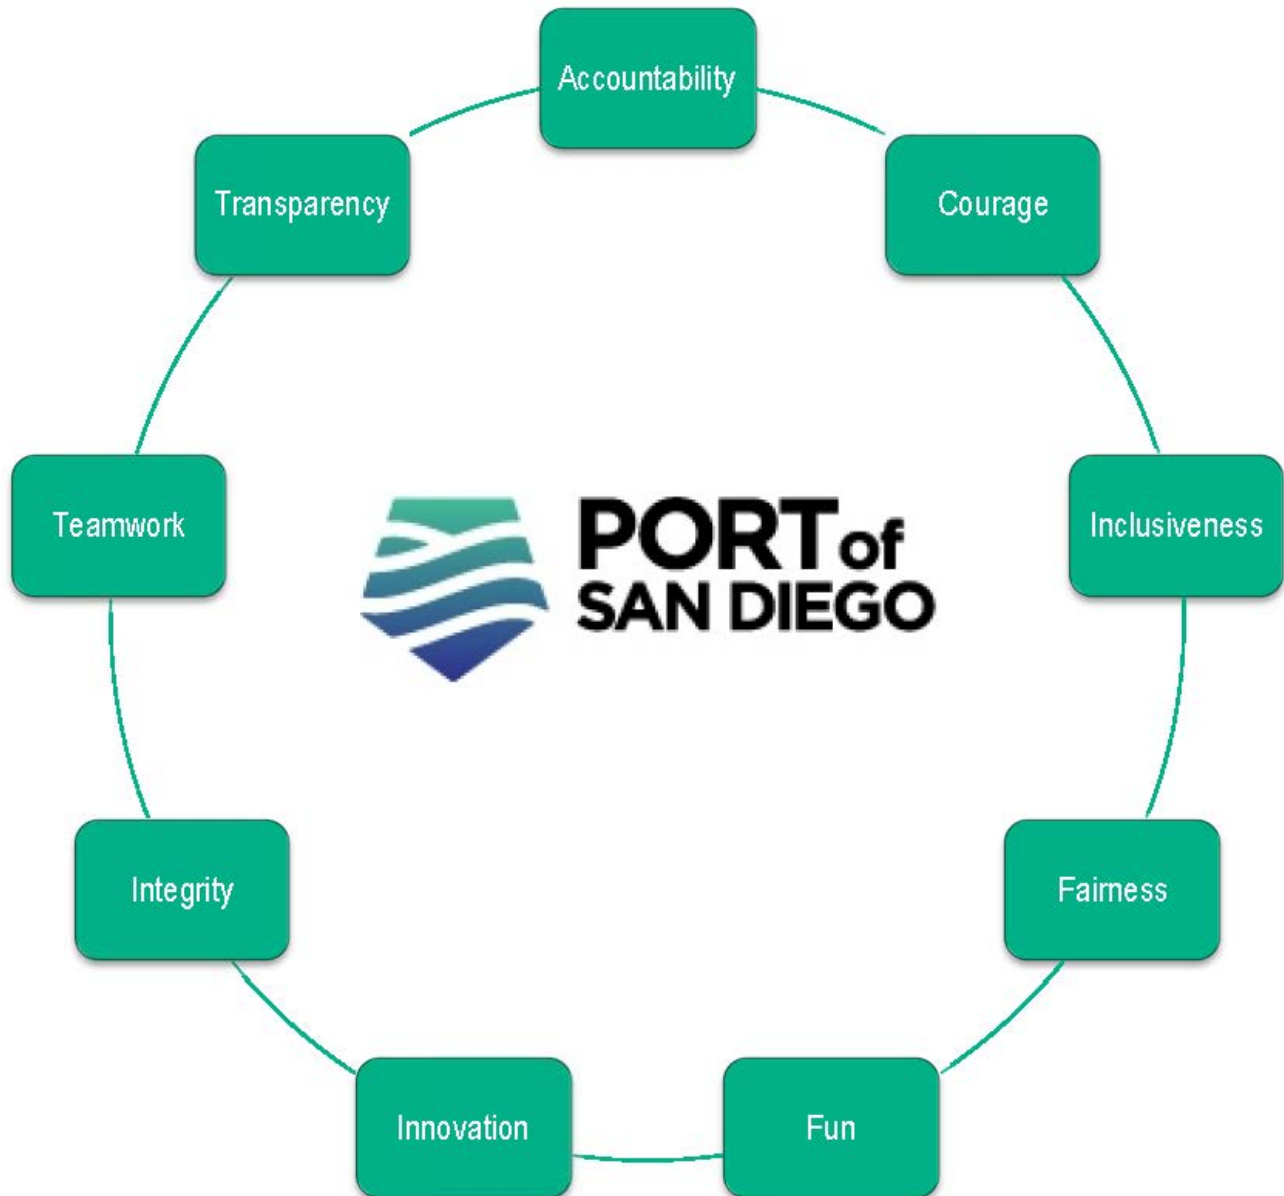 Accountability
Transparency
Courage
Teamwork
PORT of
SAN DIEGO
Inclusiveness
Integrity
Fairness
Innovation
Fun